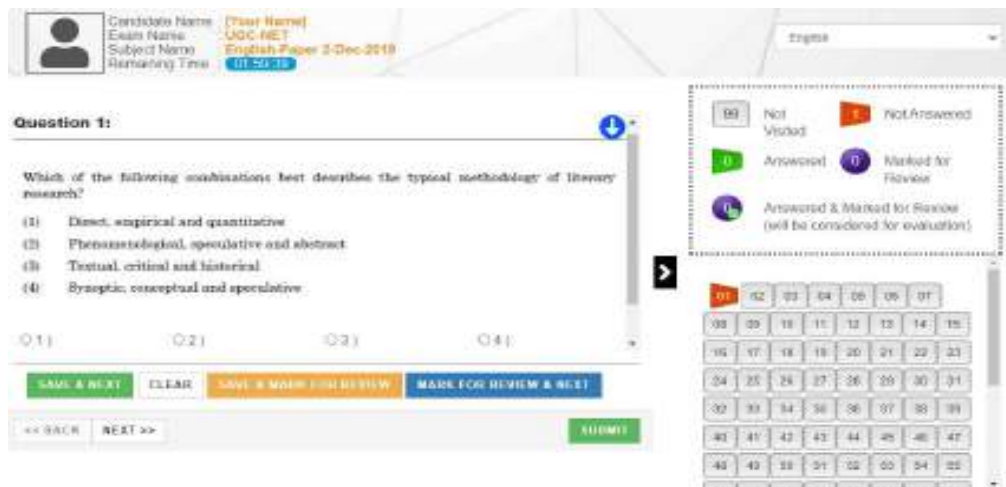 Candidate Name : [Your Name]
Exam Name : UGC-NET
Subject Name : English-Paper 2-Dec-2019
Remaining Time : 01:59:39
English
Question 1:
Which of the following combinations best describes the typical methodology of literary
research?
(1) Direct, empirical and quantitative
(2) Phenomenological, speculative and abstract
(3) Textual, critical and historical
(4) Synoptic, conceptual and speculative
1) 2) 3) 4)
SAVE & NEXT CLEAR SAVE & MARK FOR REVIEW MARK FOR REVIEW & NEXT
<< BACK NEXT >> SUBMIT
99 Not
Visited
1 Not Answered
0 Answered
0 Marked for
Review
0 Answered & Marked for Review
(will be considered for evaluation)
01 02 03 04 05 06 07
08 09 10 11 12 13 14 15
16 17 18 19 20 21 22 23
24 25 26 27 28 29 30 31
32 33 34 35 36 37 38 39
40 41 42 43 44 45 46 47
48 49 50 51 52 53 54 55